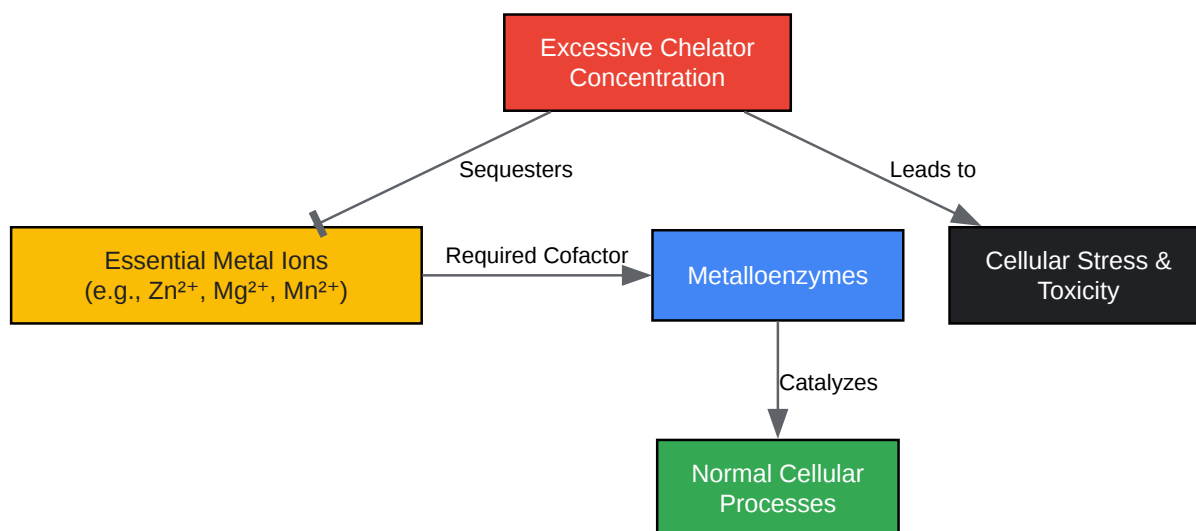 Excessive Chelator
Concentration
Sequesters
Leads to
Essential Metal Ions
(e.g., Zn²⁺, Mg²⁺, Mn²⁺)
Required Cofactor
Metalloenzymes
Cellular Stress &
Toxicity
Catalyzes
Normal Cellular
Processes